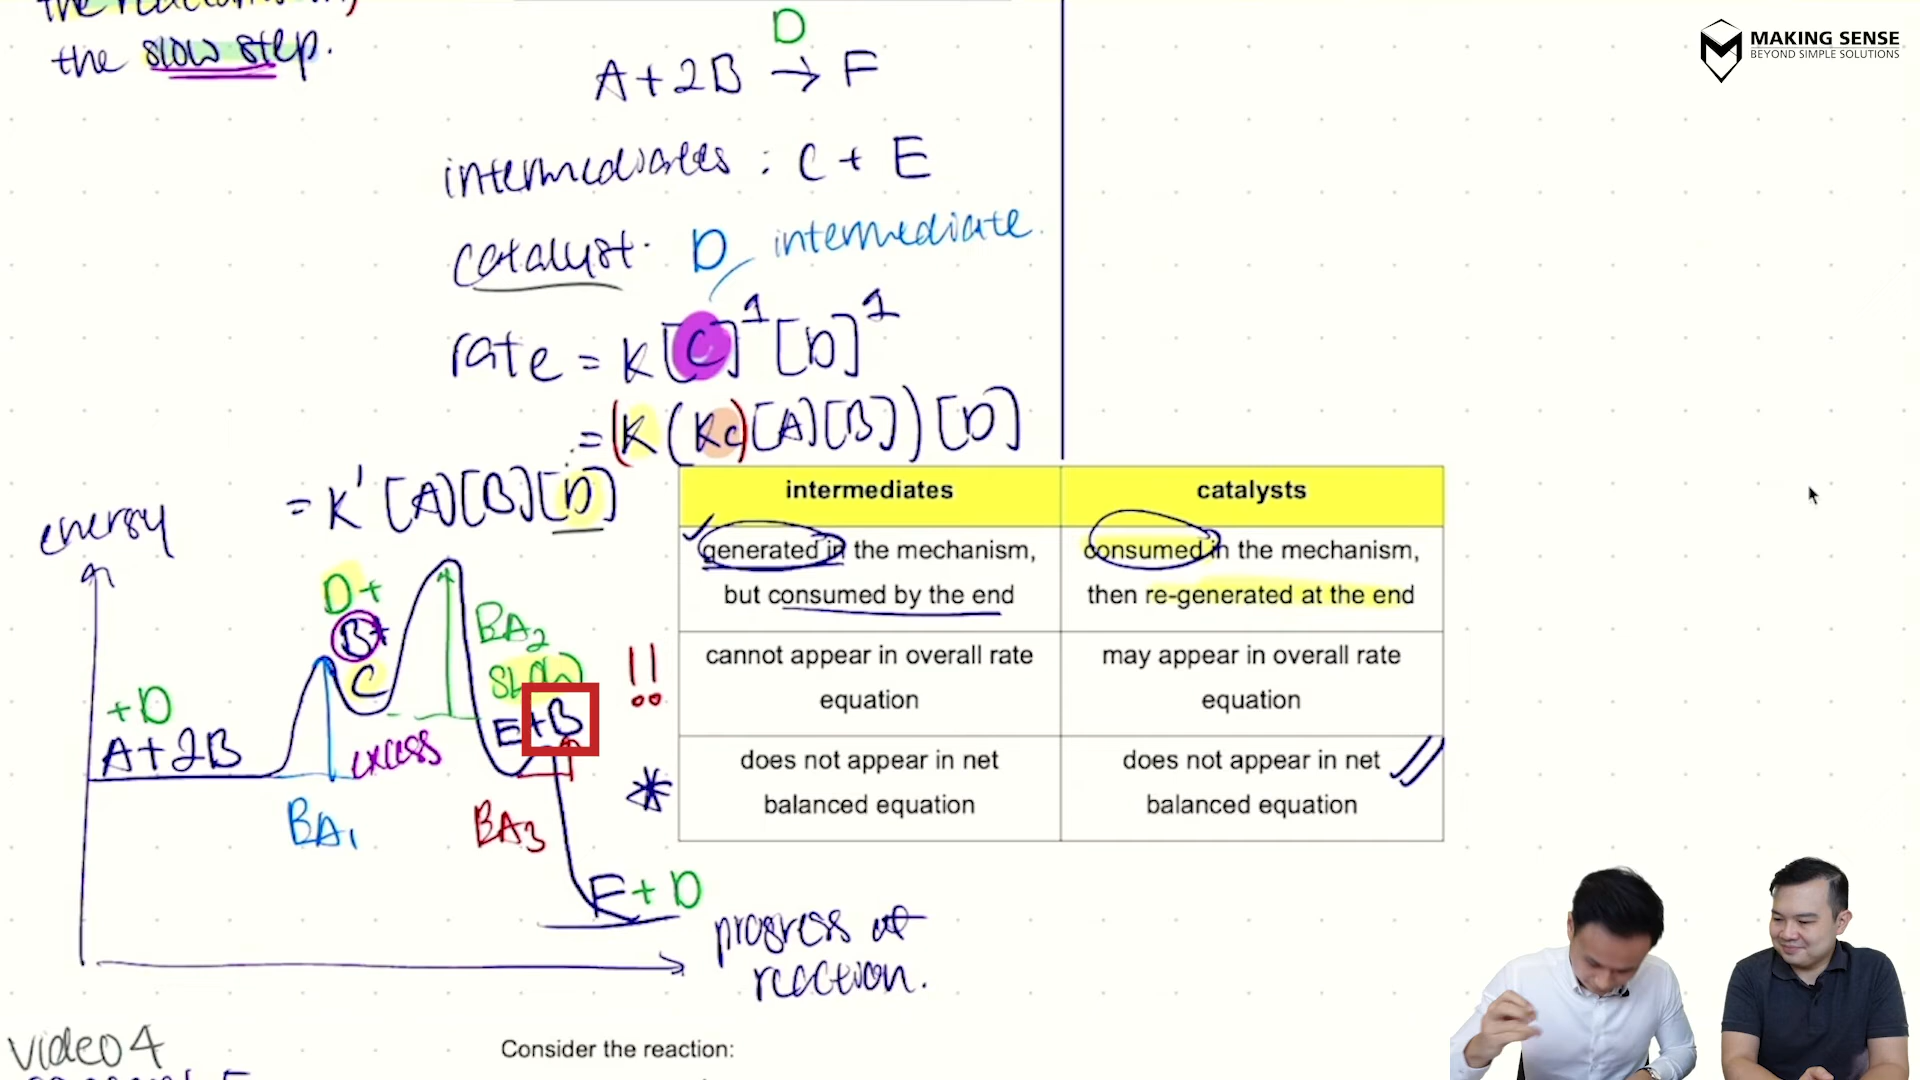 the slow step.
MAKING SENSE
BEYOND SIMPLE SOLUTIONS
D
A + 2B → F
intermediates : C + E
catalyst. D intermediate.
rate = K[C]¹[D]¹
= (K(Kc)[A][B])[D]
= K' [A][B][D]
energy
D+
B+
C
+D
A+2B
excess
BA₁
BA₂
slow
E+B
BA₃
F + D
progress of
reaction.
!!
*
intermediates
generated in the mechanism,
but consumed by the end
cannot appear in overall rate
equation
does not appear in net
balanced equation
catalysts
consumed in the mechanism,
then re-generated at the end
may appear in overall rate
equation
does not appear in net
balanced equation
video 4
Consider the reaction: